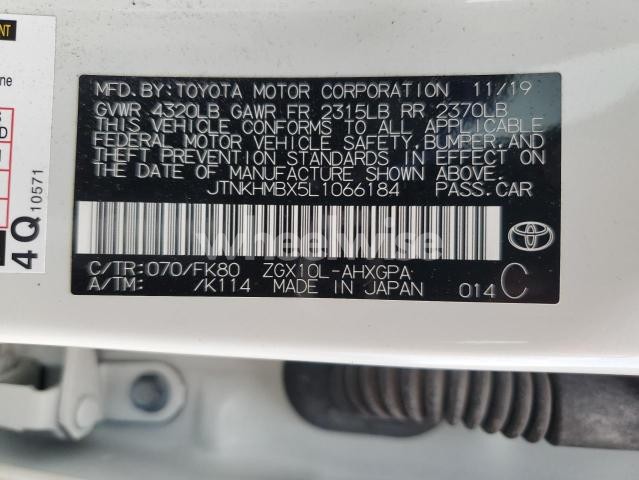 MFD. BY: TOYOTA MOTOR CORPORATION 11/19
GVWR 4320LB GAWR FR 2315LB RR 2370LB
THIS VEHICLE CONFORMS TO ALL APPLICABLE
FEDERAL MOTOR VEHICLE SAFETY, BUMPER, AND
THEFT PREVENTION STANDARDS IN EFFECT ON
THE DATE OF MANUFACTURE SHOWN ABOVE.
JTNKHMBX5L1066184 PASS.CAR
wheelwise
C/TR: 070/FK80 ZGX10L-AHXGPA
A/TM: /K114 MADE IN JAPAN 014 C
4Q 10571